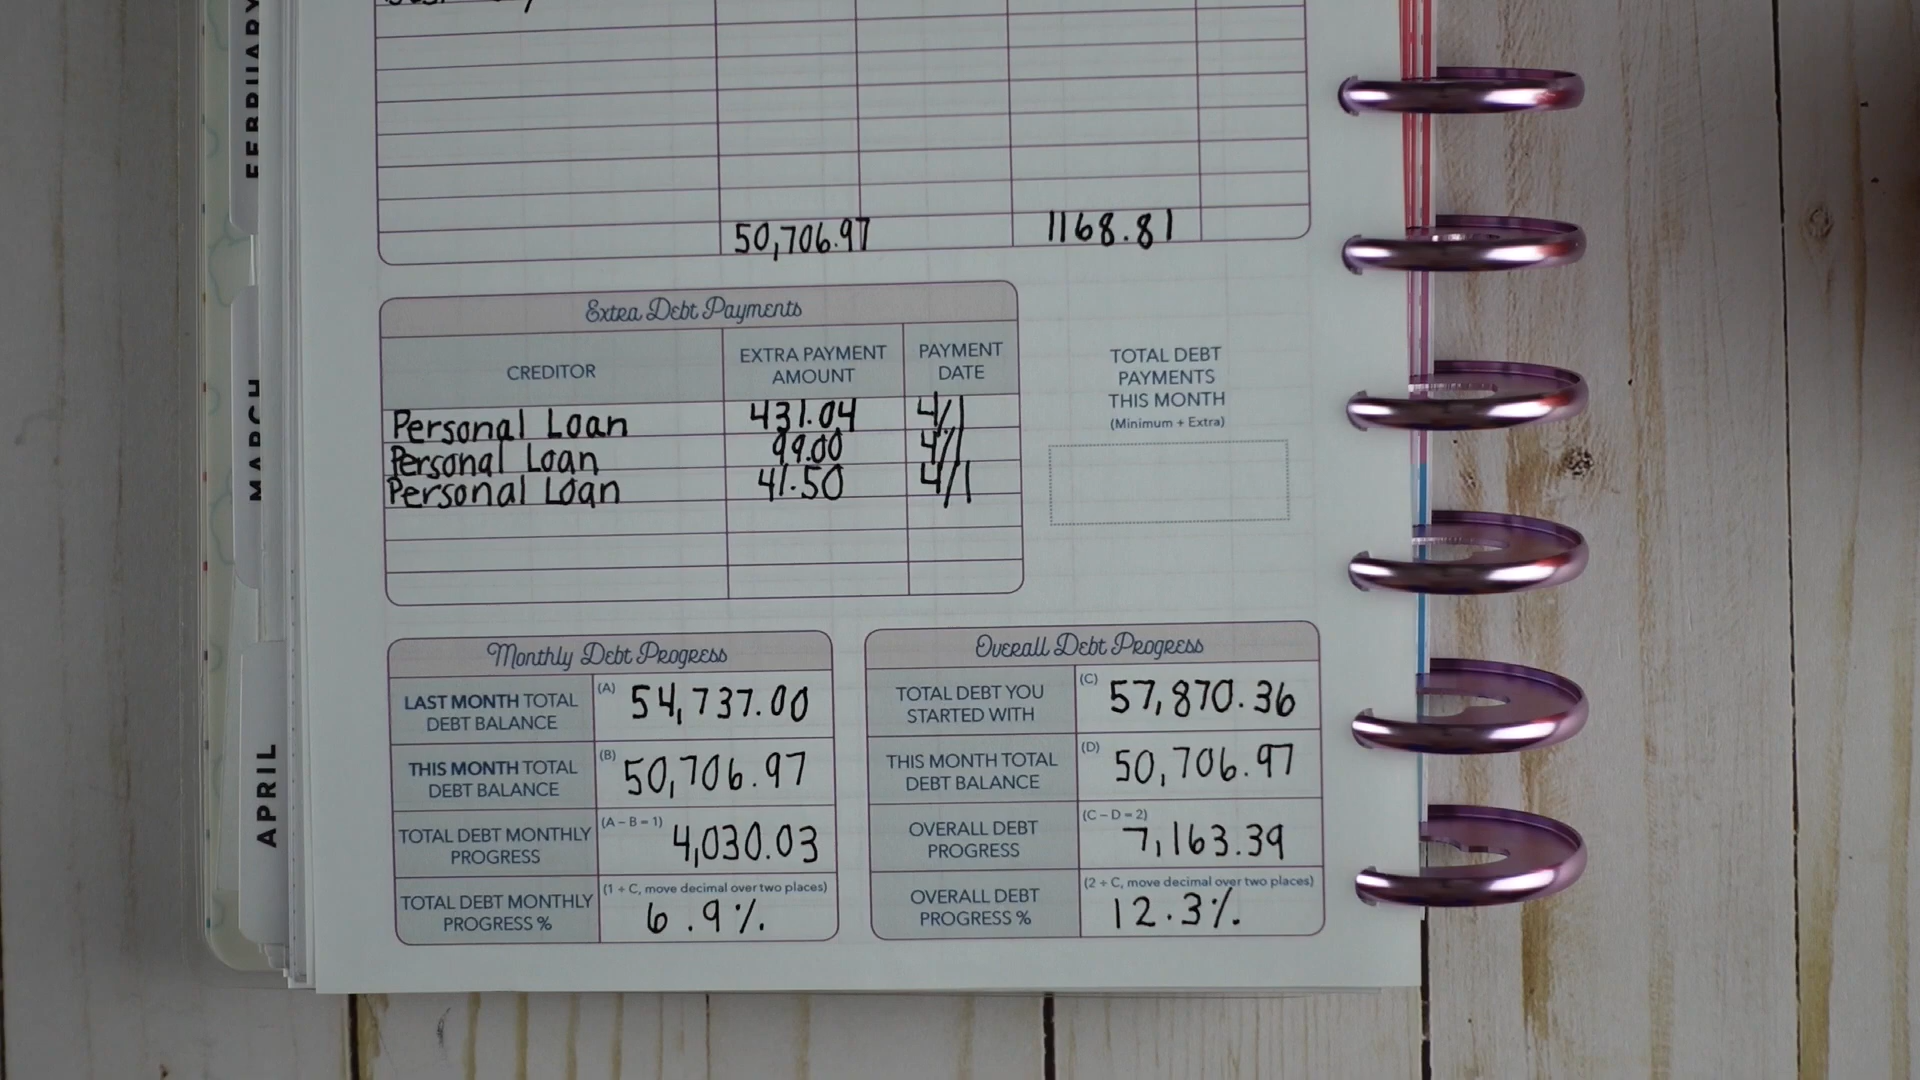 FEBRUARY
MARCH
APRIL
50,706.97 1168.81
Extra Debt Payments
CREDITOR EXTRA PAYMENT AMOUNT PAYMENT DATE
Personal Loan 431.04 4/1
Personal Loan 99.00 4/1
Personal Loan 41.50 4/1
TOTAL DEBT
PAYMENTS
THIS MONTH
(Minimum + Extra)
Monthly Debt Progress
LAST MONTH TOTAL DEBT BALANCE (A) 54,737.00
THIS MONTH TOTAL DEBT BALANCE (B) 50,706.97
TOTAL DEBT MONTHLY PROGRESS (A – B = 1) 4,030.03
TOTAL DEBT MONTHLY PROGRESS % (1 ÷ C, move decimal over two places) 6.9%
Overall Debt Progress
TOTAL DEBT YOU STARTED WITH (C) 57,870.36
THIS MONTH TOTAL DEBT BALANCE (D) 50,706.97
OVERALL DEBT PROGRESS (C – D = 2) 7,163.39
OVERALL DEBT PROGRESS % (2 ÷ C, move decimal over two places) 12.3%